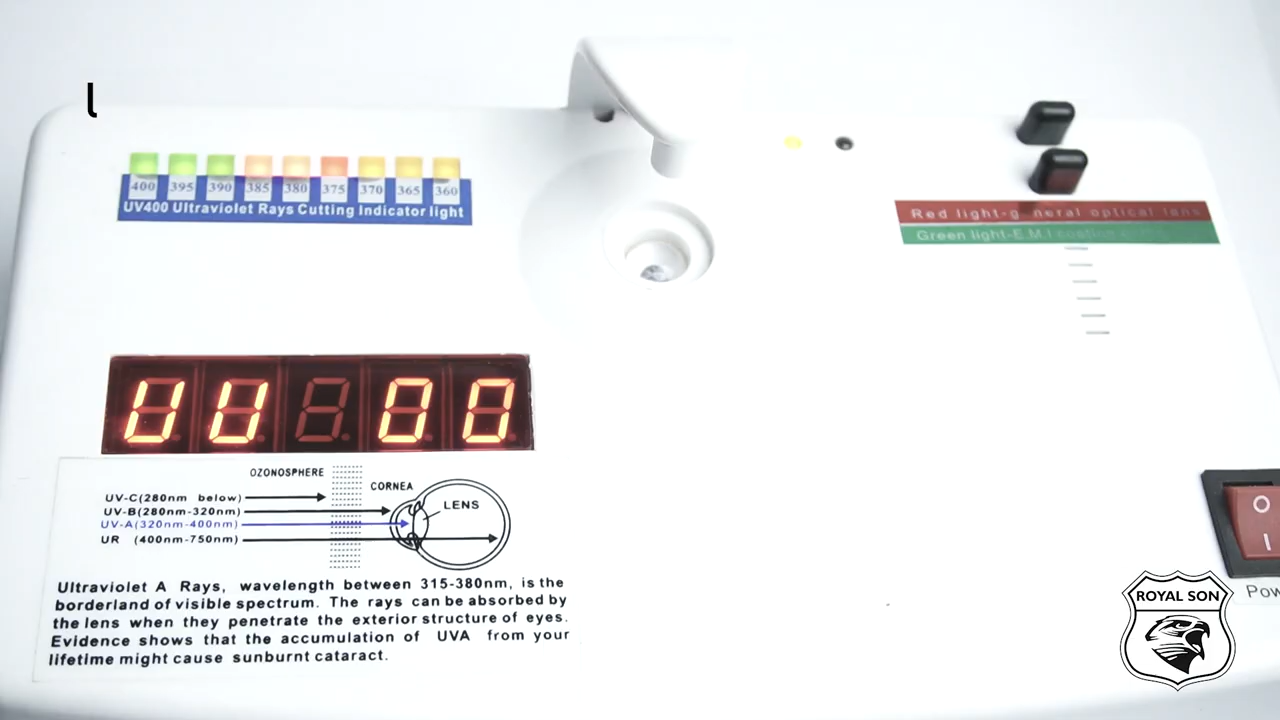 400 395 390 385 380 375 370 365 360
UV400 Ultraviolet Rays Cutting Indicator light
Red light-g neral optical lens
Green light-E.M.I coating
UV 00
OZONOSPHERE
CORNEA
LENS
UV-C(280nm below)
UV-B(280nm-320nm)
UV-A(320nm-400nm)
UR (400nm-750nm)
Ultraviolet A Rays, wavelength between 315-380nm, is the
borderland of visible spectrum. The rays can be absorbed by
the lens when they penetrate the exterior structure of eyes.
Evidence shows that the accumulation of UVA from your
lifetime might cause sunburnt cataract.
O
I
Pow
ROYAL SON